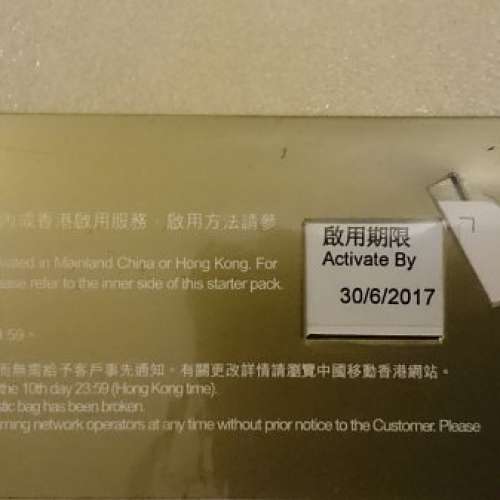 內或香港啟用服務，啟用方法請參
啟用期限
vated in Mainland China or Hong Kong. For
Activate By
ease refer to the inner side of this starter pack.
30/6/2017
:59。
而無需給予客戶事先通知。有關更改詳情請瀏覽中國移動香港網站。
the 10th day 23:59 (Hong Kong time).
stic bag has been broken.
ming network operators at any time without prior notice to the Customer. Please